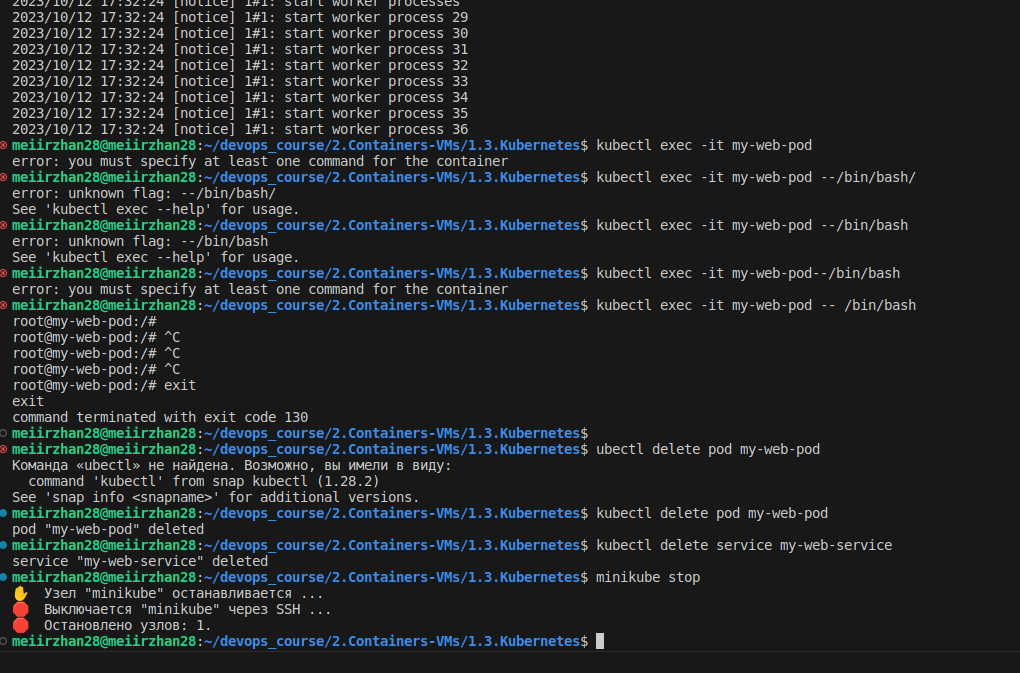 2023/10/12 17:32:24 [notice] 1#1: start worker processes
2023/10/12 17:32:24 [notice] 1#1: start worker process 29
2023/10/12 17:32:24 [notice] 1#1: start worker process 30
2023/10/12 17:32:24 [notice] 1#1: start worker process 31
2023/10/12 17:32:24 [notice] 1#1: start worker process 32
2023/10/12 17:32:24 [notice] 1#1: start worker process 33
2023/10/12 17:32:24 [notice] 1#1: start worker process 34
2023/10/12 17:32:24 [notice] 1#1: start worker process 35
2023/10/12 17:32:24 [notice] 1#1: start worker process 36
meiirzhan28@meiirzhan28:~/devops_course/2.Containers-VMs/1.3.Kubernetes$ kubectl exec -it my-web-pod
error: you must specify at least one command for the container
meiirzhan28@meiirzhan28:~/devops_course/2.Containers-VMs/1.3.Kubernetes$ kubectl exec -it my-web-pod --/bin/bash/
error: unknown flag: --/bin/bash/
See 'kubectl exec --help' for usage.
meiirzhan28@meiirzhan28:~/devops_course/2.Containers-VMs/1.3.Kubernetes$ kubectl exec -it my-web-pod --/bin/bash
error: unknown flag: --/bin/bash
See 'kubectl exec --help' for usage.
meiirzhan28@meiirzhan28:~/devops_course/2.Containers-VMs/1.3.Kubernetes$ kubectl exec -it my-web-pod--/bin/bash
error: you must specify at least one command for the container
meiirzhan28@meiirzhan28:~/devops_course/2.Containers-VMs/1.3.Kubernetes$ kubectl exec -it my-web-pod -- /bin/bash
root@my-web-pod:/#
root@my-web-pod:/# ^C
root@my-web-pod:/# ^C
root@my-web-pod:/# ^C
root@my-web-pod:/# exit
exit
command terminated with exit code 130
meiirzhan28@meiirzhan28:~/devops_course/2.Containers-VMs/1.3.Kubernetes$
meiirzhan28@meiirzhan28:~/devops_course/2.Containers-VMs/1.3.Kubernetes$ ubectl delete pod my-web-pod
Команда «ubectl» не найдена. Возможно, вы имели в виду:
command 'kubectl' from snap kubectl (1.28.2)
See 'snap info <snapname>' for additional versions.
meiirzhan28@meiirzhan28:~/devops_course/2.Containers-VMs/1.3.Kubernetes$ kubectl delete pod my-web-pod
pod "my-web-pod" deleted
meiirzhan28@meiirzhan28:~/devops_course/2.Containers-VMs/1.3.Kubernetes$ kubectl delete service my-web-service
service "my-web-service" deleted
meiirzhan28@meiirzhan28:~/devops_course/2.Containers-VMs/1.3.Kubernetes$ minikube stop
✋ Узел "minikube" останавливается ...
🛑 Выключается "minikube" через SSH ...
🛑 Остановлено узлов: 1.
meiirzhan28@meiirzhan28:~/devops_course/2.Containers-VMs/1.3.Kubernetes$